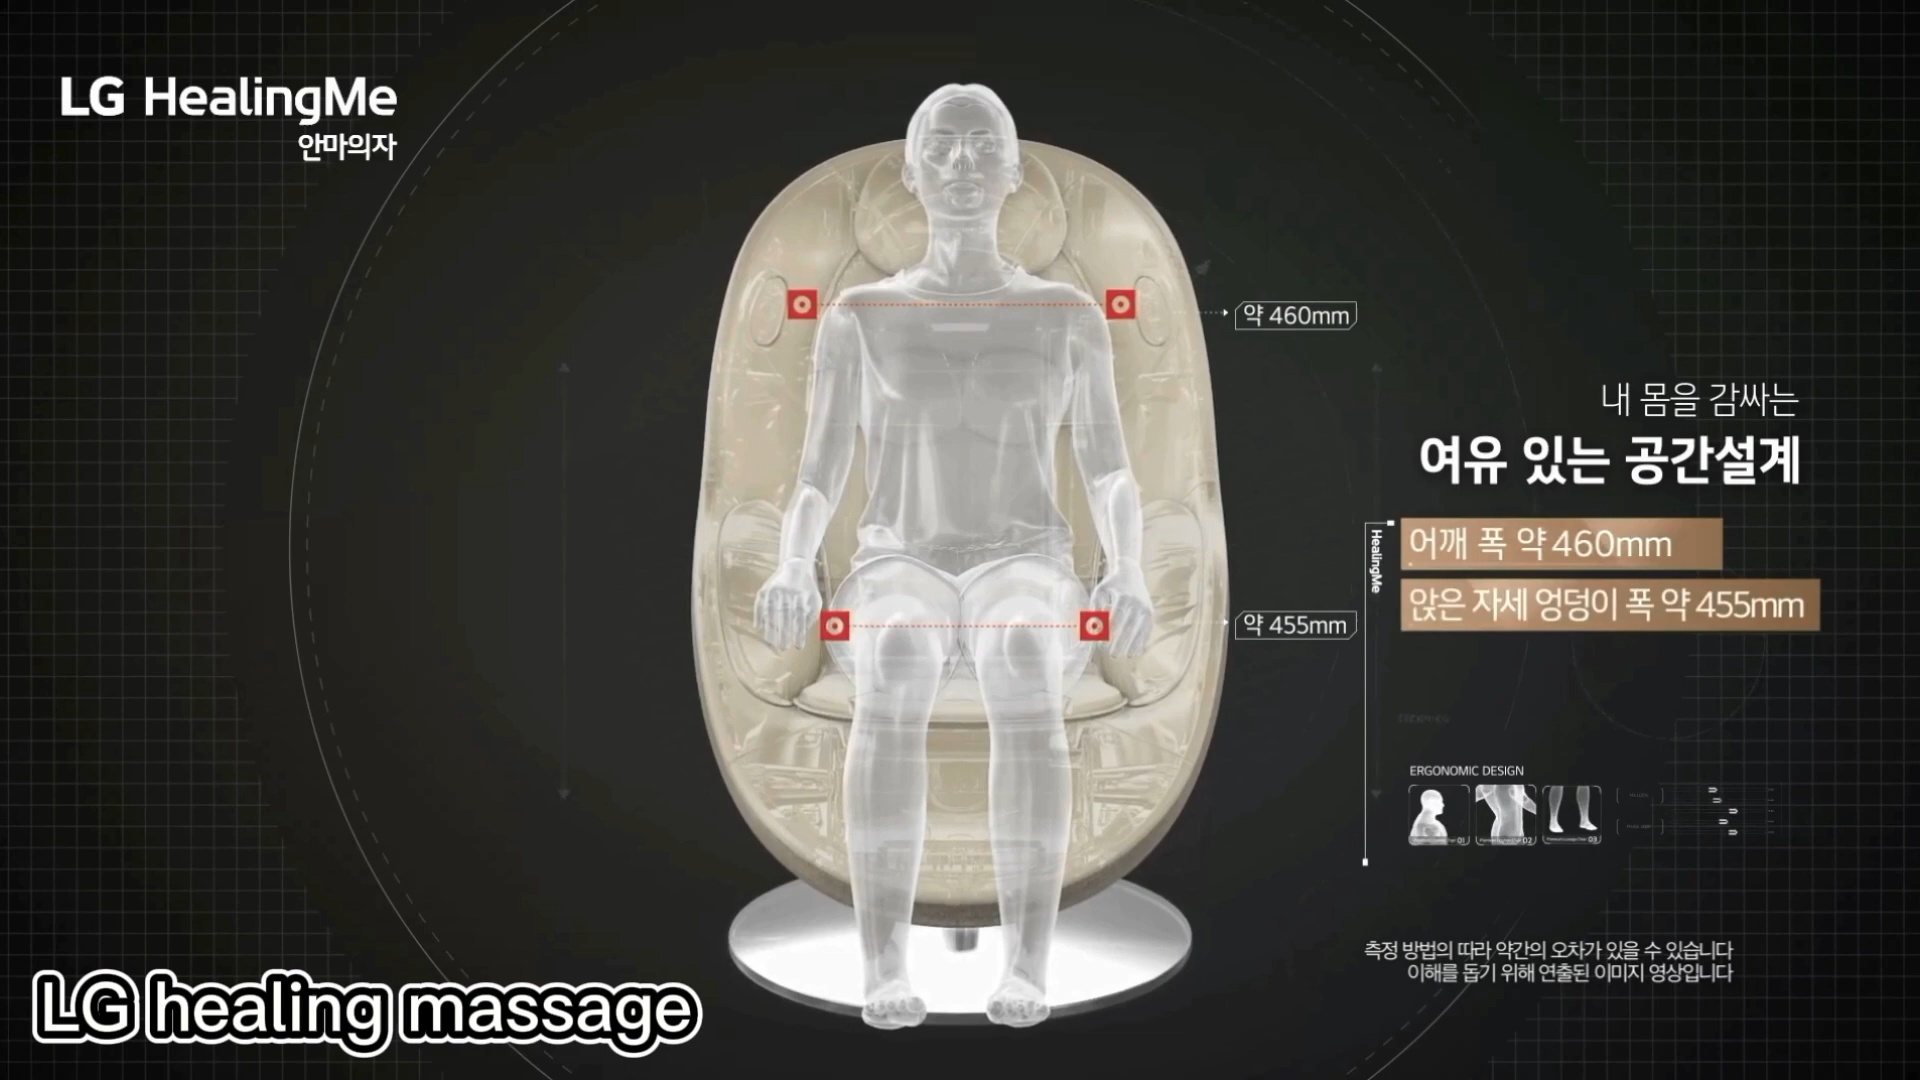 LG HealingMe
안마의자
약 460mm
내 몸을 감싸는
여유 있는 공간설계
어깨 폭 약 460mm
HealingMe
앉은 자세 엉덩이 폭 약 455mm
약 455mm
ERGONOMIC DESIGN
01
02
03
측정 방법의 따라 약간의 오차가 있을 수 있습니다
이해를 돕기 위해 연출된 이미지 영상입니다
LG healing massage